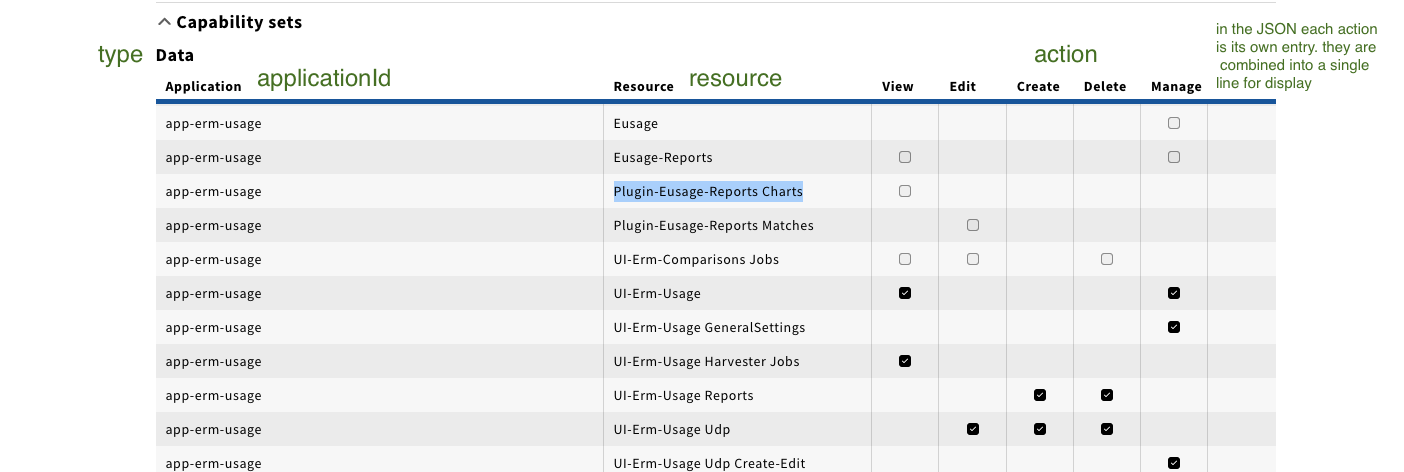 Capability sets
in the JSON each action
is its own entry. they are
combined into a single
line for display
type Data action
Application applicationId Resource resource View Edit Create Delete Manage
app-erm-usage Eusage
app-erm-usage Eusage-Reports
app-erm-usage Plugin-Eusage-Reports Charts
app-erm-usage Plugin-Eusage-Reports Matches
app-erm-usage UI-Erm-Comparisons Jobs
app-erm-usage UI-Erm-Usage
app-erm-usage UI-Erm-Usage GeneralSettings
app-erm-usage UI-Erm-Usage Harvester Jobs
app-erm-usage UI-Erm-Usage Reports
app-erm-usage UI-Erm-Usage Udp
app-erm-usage UI-Erm-Usage Udp Create-Edit